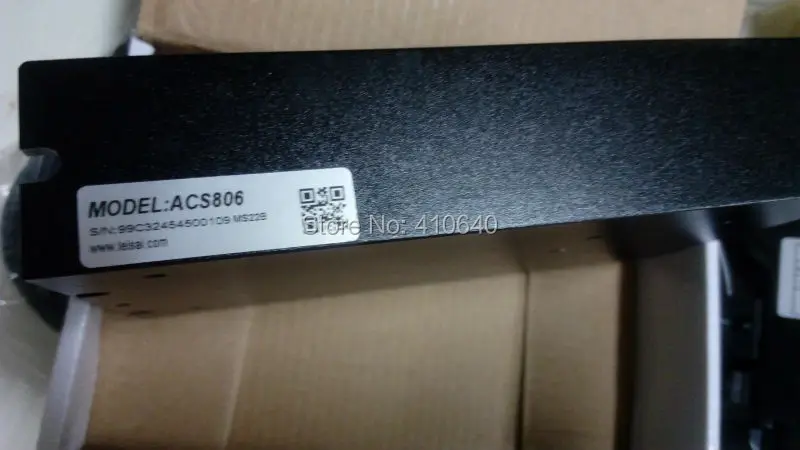 MODEL:ACS806
S/N:99C32454500109 MS22B
www.leisai.com
Store No: 410640